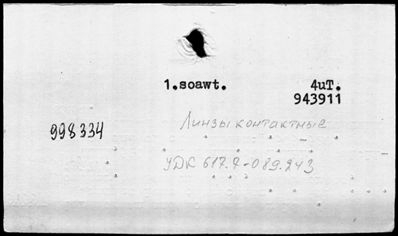 1.soawt. 4uT.
943911
Линзы контактные
998334
УДК 617.7-089.243